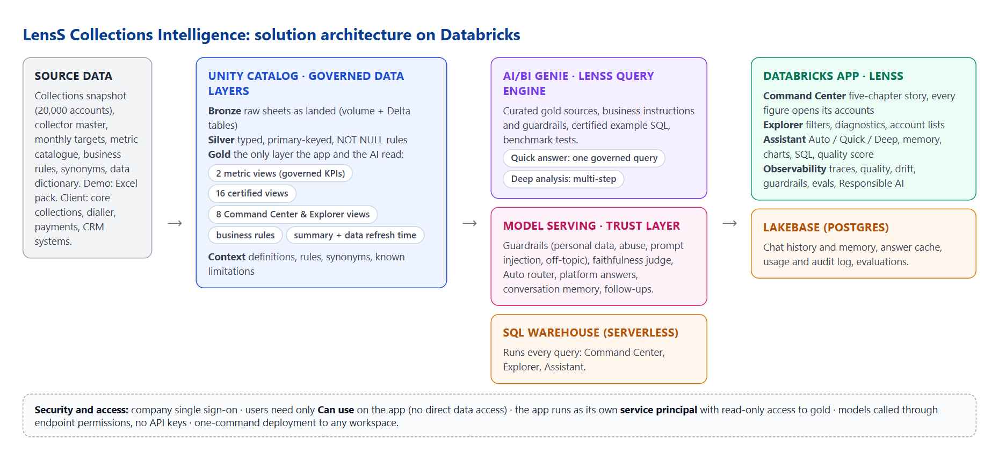 LensS Collections Intelligence: solution architecture on Databricks
SOURCE DATA
Collections snapshot
(20,000 accounts),
collector master,
monthly targets, metric
catalogue, business
rules, synonyms, data
dictionary. Demo: Excel
pack. Client: core
collections, dialler,
payments, CRM
systems.
→
UNITY CATALOG · GOVERNED DATA
LAYERS
Bronze raw sheets as landed (volume + Delta
tables)
Silver typed, primary-keyed, NOT NULL rules
Gold the only layer the app and the AI read:
2 metric views (governed KPIs)
16 certified views
8 Command Center & Explorer views
business rules
summary + data refresh time
Context definitions, rules, synonyms, known
limitations
→
AI/BI GENIE · LENSS QUERY
ENGINE
Curated gold sources, business instructions
and guardrails, certified example SQL,
benchmark tests.
Quick answer: one governed query
Deep analysis: multi-step
MODEL SERVING · TRUST LAYER
Guardrails (personal data, abuse, prompt
injection, off-topic), faithfulness judge,
Auto router, platform answers,
conversation memory, follow-ups.
SQL WAREHOUSE (SERVERLESS)
Runs every query: Command Center,
Explorer, Assistant.
→
DATABRICKS APP · LENSS
Command Center five-chapter story, every
figure opens its accounts
Explorer filters, diagnostics, account lists
Assistant Auto / Quick / Deep, memory,
charts, SQL, quality score
Observability traces, quality, drift,
guardrails, evals, Responsible AI
LAKEBASE (POSTGRES)
Chat history and memory, answer cache,
usage and audit log, evaluations.
Security and access: company single sign-on · users need only Can use on the app (no direct data access) · the app runs as its own service principal with read-only access to gold · models called through
endpoint permissions, no API keys · one-command deployment to any workspace.